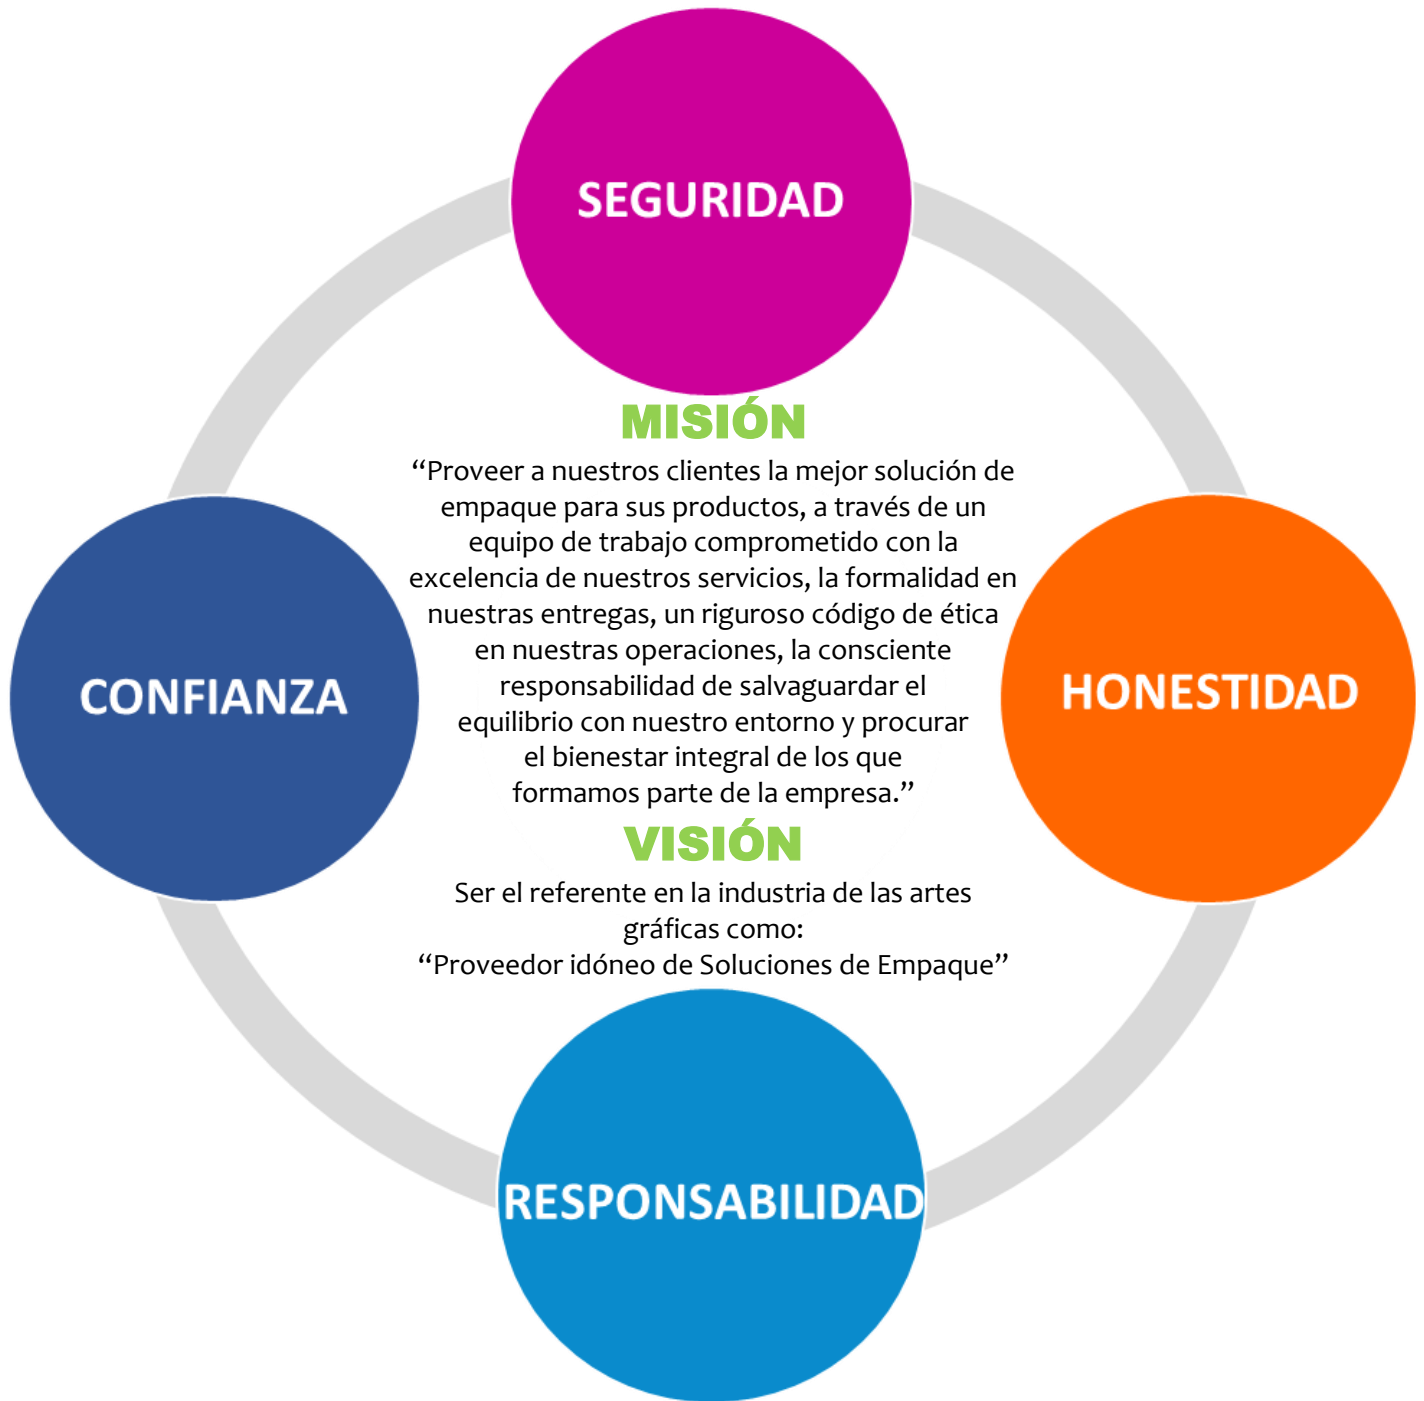 SEGURIDAD
MISIÓN
“Proveer a nuestros clientes la mejor solución de
empaque para sus productos, a través de un
equipo de trabajo comprometido con la
excelencia de nuestros servicios, la formalidad en
nuestras entregas, un riguroso código de ética
en nuestras operaciones, la consciente
responsabilidad de salvaguardar el
equilibrio con nuestro entorno y procurar
el bienestar integral de los que
formamos parte de la empresa.”
CONFIANZA
HONESTIDAD
VISIÓN
Ser el referente en la industria de las artes
gráficas como:
“Proveedor idóneo de Soluciones de Empaque”
RESPONSABILIDAD